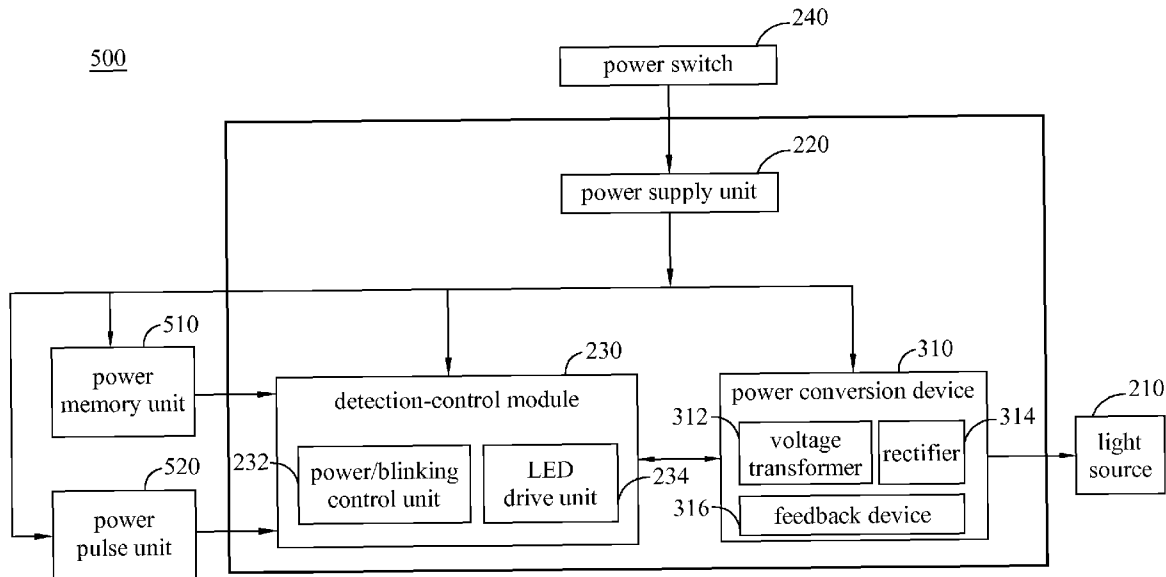 500
240
power switch
220
power supply unit
510
power
memory unit
520
power
pulse unit
230
detection-control module
232
power/blinking
control unit
LED
drive unit
234
310
power conversion device
312
voltage
transformer
rectifier
314
316
feedback device
210
light
source